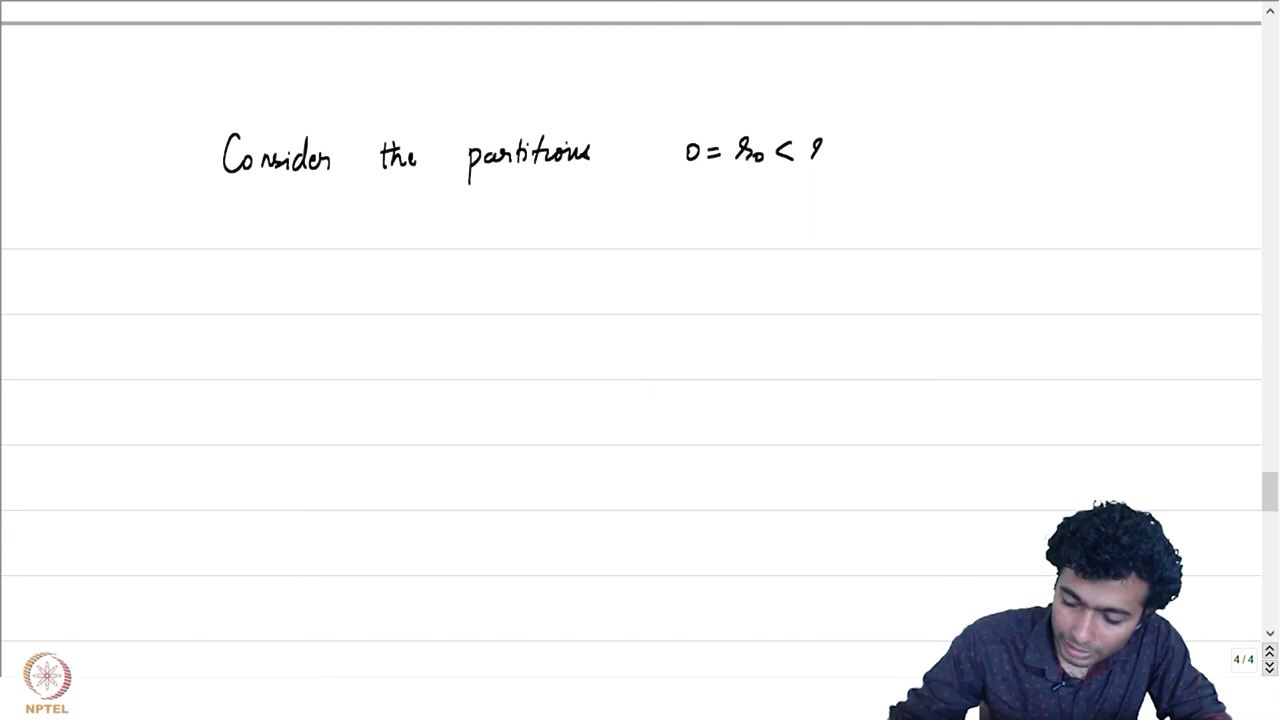 Consider the partitions 0 = s₀ <
4 / 4
NPTEL